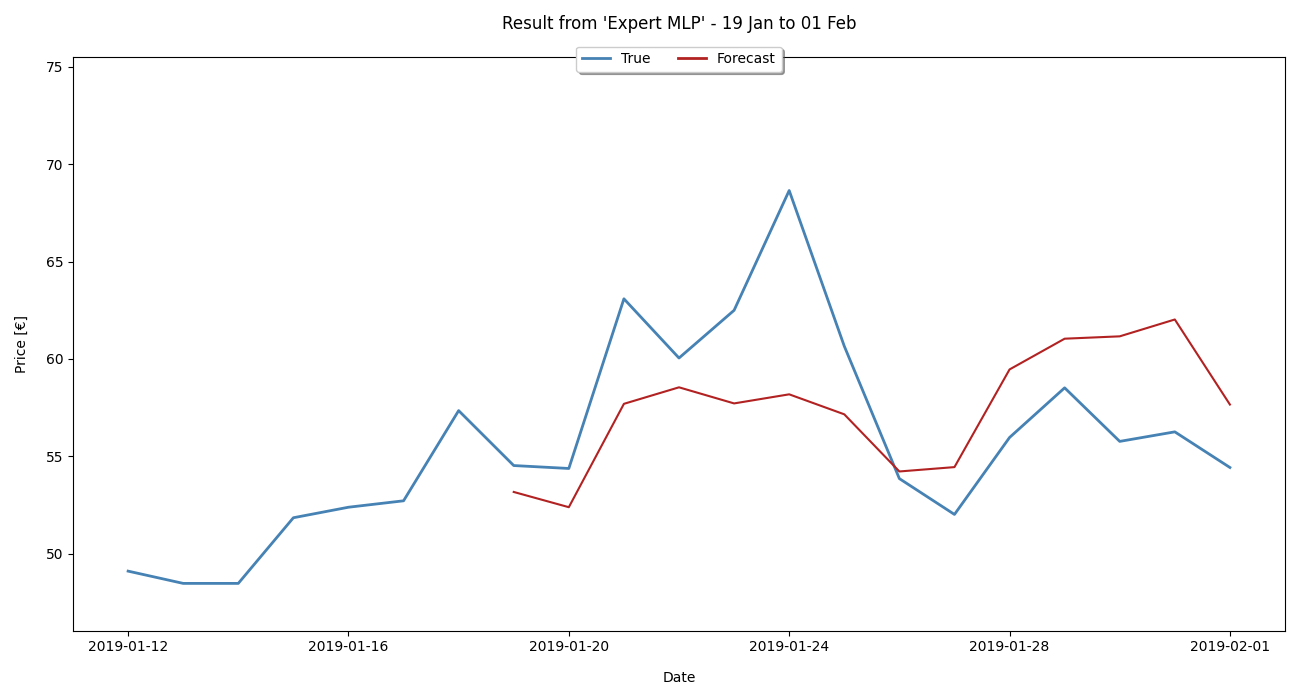 Result from 'Expert MLP' - 19 Jan to 01 Feb
True
Forecast
75
70
65
60
55
50
Price [€]
2019-01-12
2019-01-16
2019-01-20
2019-01-24
2019-01-28
2019-02-01
Date